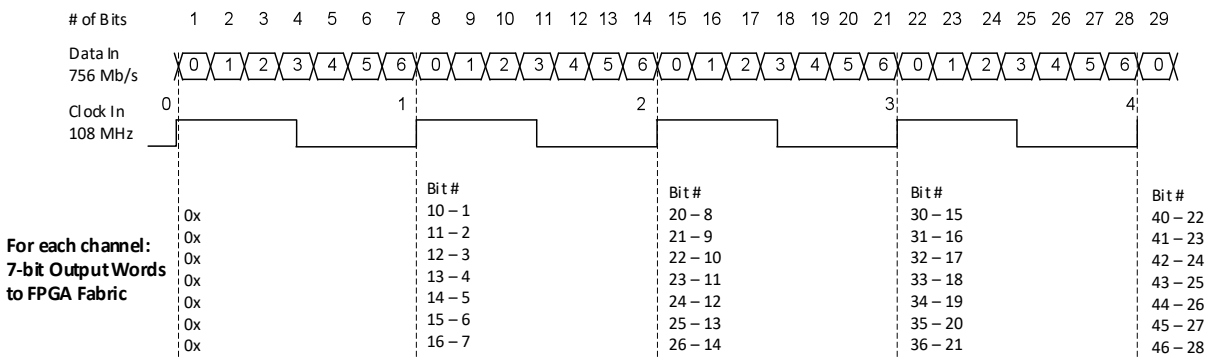 # of Bits 1 2 3 4 5 6 7 8 9 10 11 12 13 14 15 16 17 18 19 20 21 22 23 24 25 26 27 28 29
Data In
756 Mb/s
0 1 2 3 4 5 6 0 1 2 3 4 5 6 0 1 2 3 4 5 6 0 1 2 3 4 5 6 0
Clock In
108 MHz
0 1 2 3 4
For each channel:
7-bit Output Words
to FPGA Fabric
0x
0x
0x
0x
0x
0x
0x
Bit #
10 – 1
11 – 2
12 – 3
13 – 4
14 – 5
15 – 6
16 – 7
Bit #
20 – 8
21 – 9
22 – 10
23 – 11
24 – 12
25 – 13
26 – 14
Bit #
30 – 15
31 – 16
32 – 17
33 – 18
34 – 19
35 – 20
36 – 21
Bit #
40 – 22
41 – 23
42 – 24
43 – 25
44 – 26
45 – 27
46 – 28